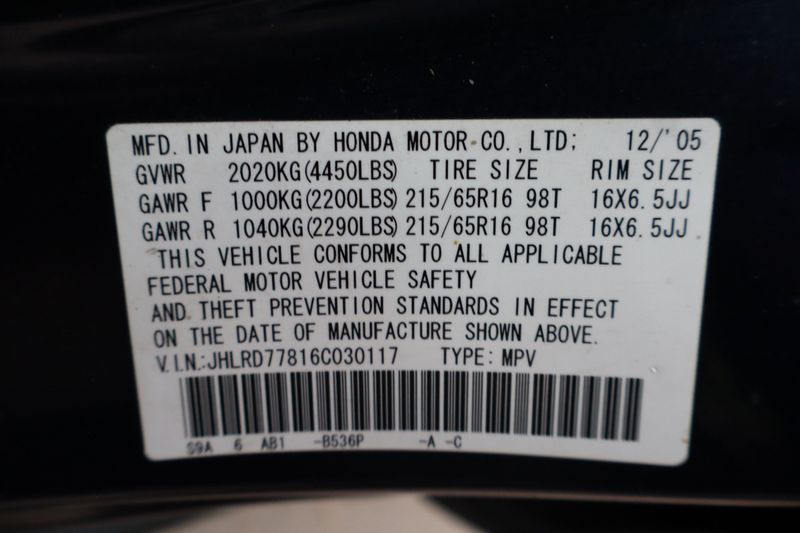 MFD. IN JAPAN BY HONDA MOTOR CO.,LTD; 12/'05
GVWR 2020KG(4450LBS) TIRE SIZE RIM SIZE
GAWR F 1000KG(2200LBS) 215/65R16 98T 16X6.5JJ
GAWR R 1040KG(2290LBS) 215/65R16 98T 16X6.5JJ
THIS VEHICLE CONFORMS TO ALL APPLICABLE
FEDERAL MOTOR VEHICLE SAFETY
AND THEFT PREVENTION STANDARDS IN EFFECT
ON THE DATE OF MANUFACTURE SHOWN ABOVE.
V.I.N.:JHLRD77816C030117 TYPE: MPV
S9A 6 AB1 -B536P -A -C